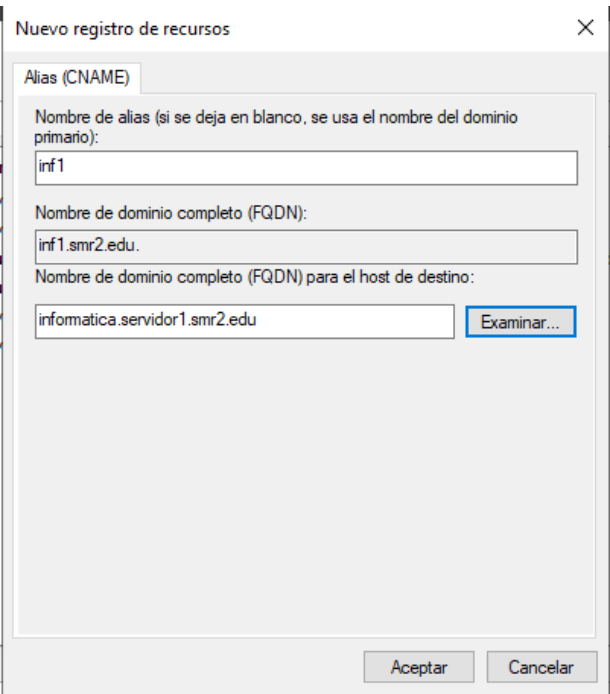 Nuevo registro de recursos
Alias (CNAME)
Nombre de alias (si se deja en blanco, se usa el nombre del dominio
primario):
inf1
Nombre de dominio completo (FQDN):
inf1.smr2.edu.
Nombre de dominio completo (FQDN) para el host de destino:
informatica.servidor1.smr2.edu
Examinar...
Aceptar
Cancelar